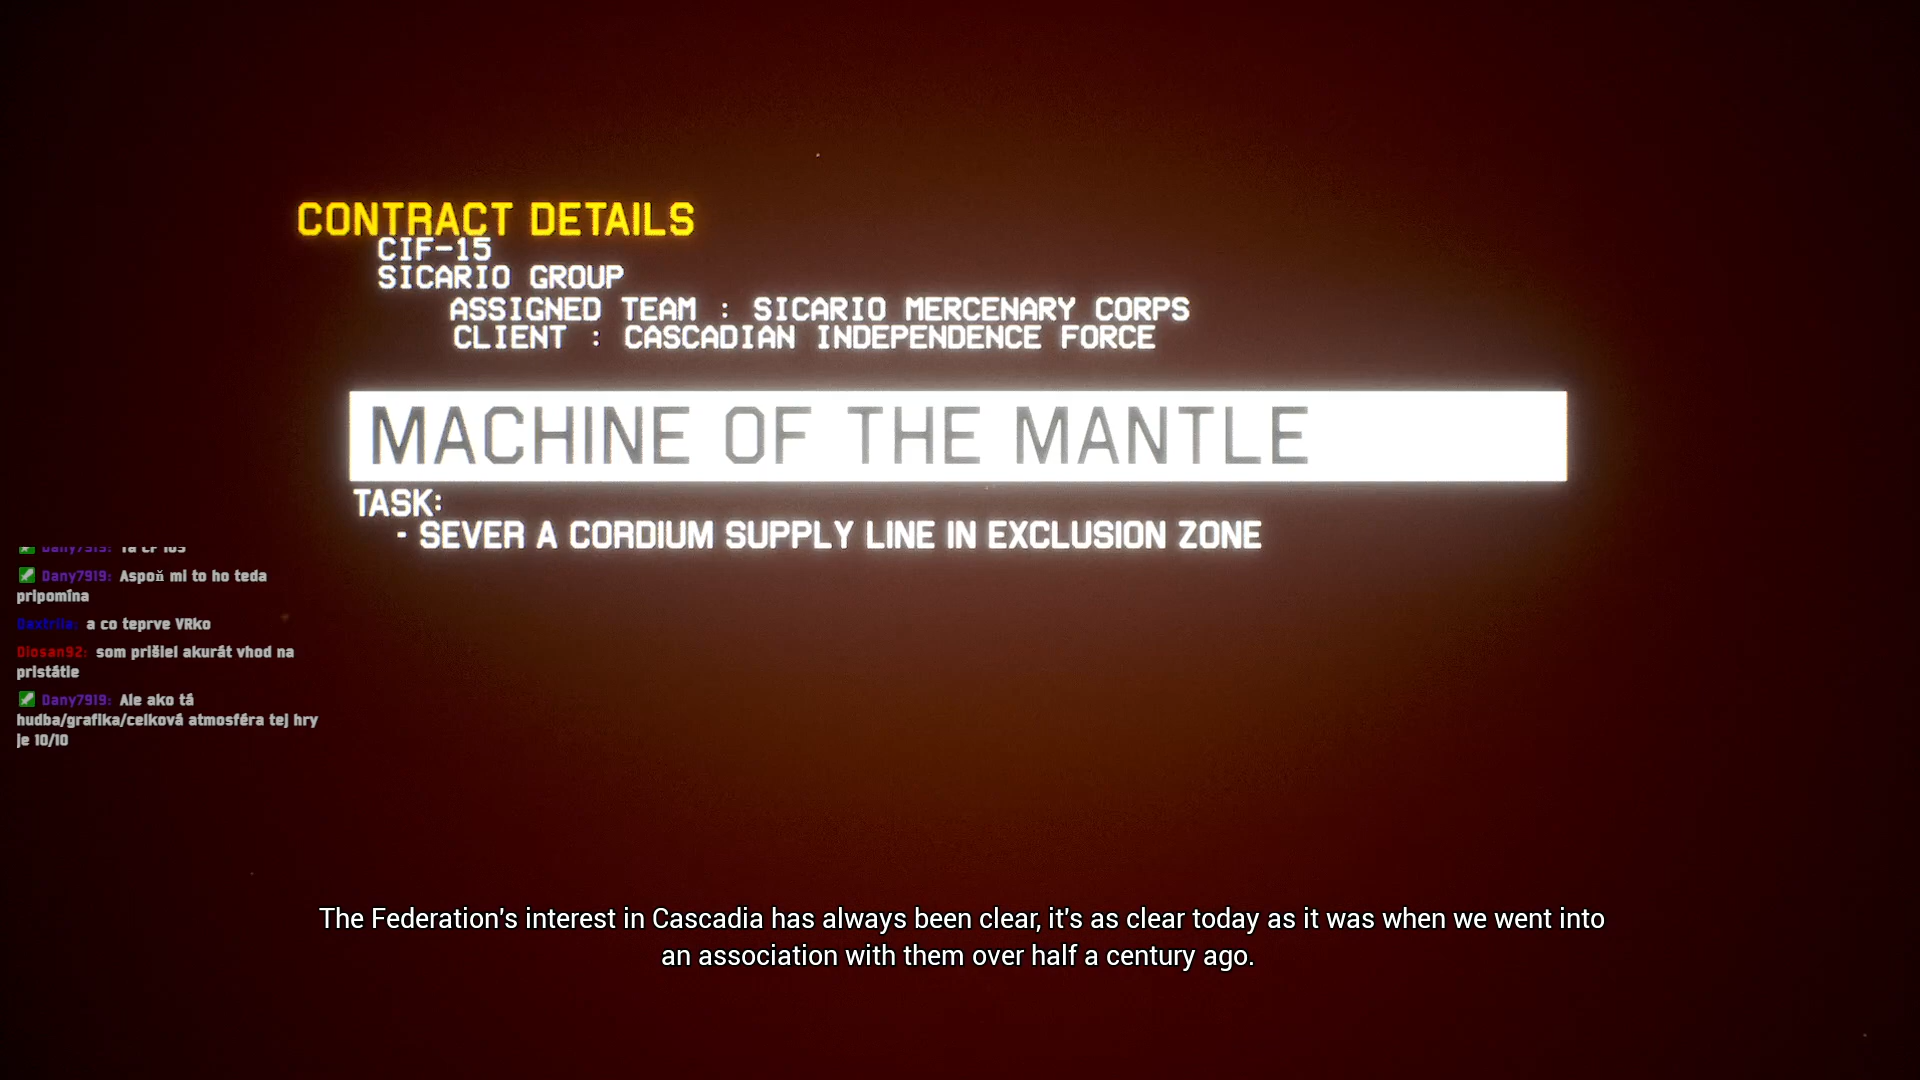 CONTRACT DETAILS
CIF-15
SICARIO GROUP
ASSIGNED TEAM : SICARIO MERCENARY CORPS
CLIENT : CASCADIAN INDEPENDENCE FORCE
MACHINE OF THE MANTLE
TASK:
- SEVER A CORDIUM SUPPLY LINE IN EXCLUSION ZONE
Dany7919: Aspoň mi to ho teda
pripomína
a co teprve VRko
Olosan92: som prišiel akurát vhod na
pristátie
Dany7919: Ale ako tá
hudba/grafika/celková atmosféra tej hry
je 10/10
The Federation's interest in Cascadia has always been clear, it's as clear today as it was when we went into
an association with them over half a century ago.